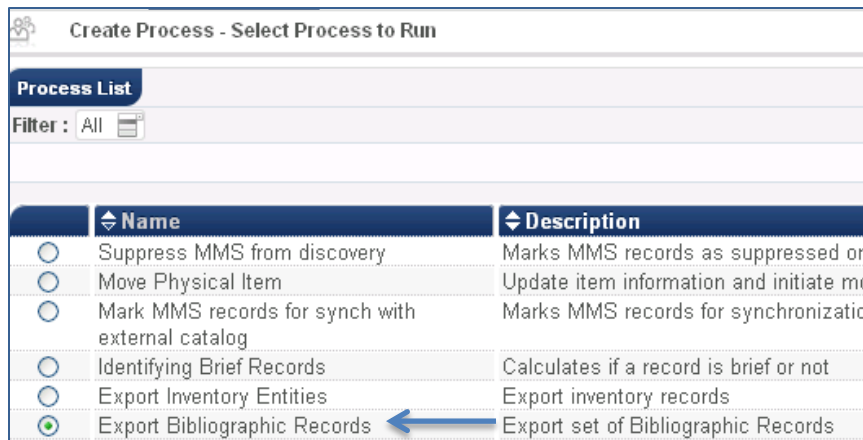 Create Process - Select Process to Run
Process List
Filter : All
Name Description
Suppress MMS from discovery Marks MMS records as suppressed or
Move Physical Item Update item information and initiate
Mark MMS records for synch with Marks MMS records for
external catalog
Identifying Brief Records Calculates if a record is brief or not
Export Inventory Entities Export inventory records
Export Bibliographic Records Export set of Bibliographic Records